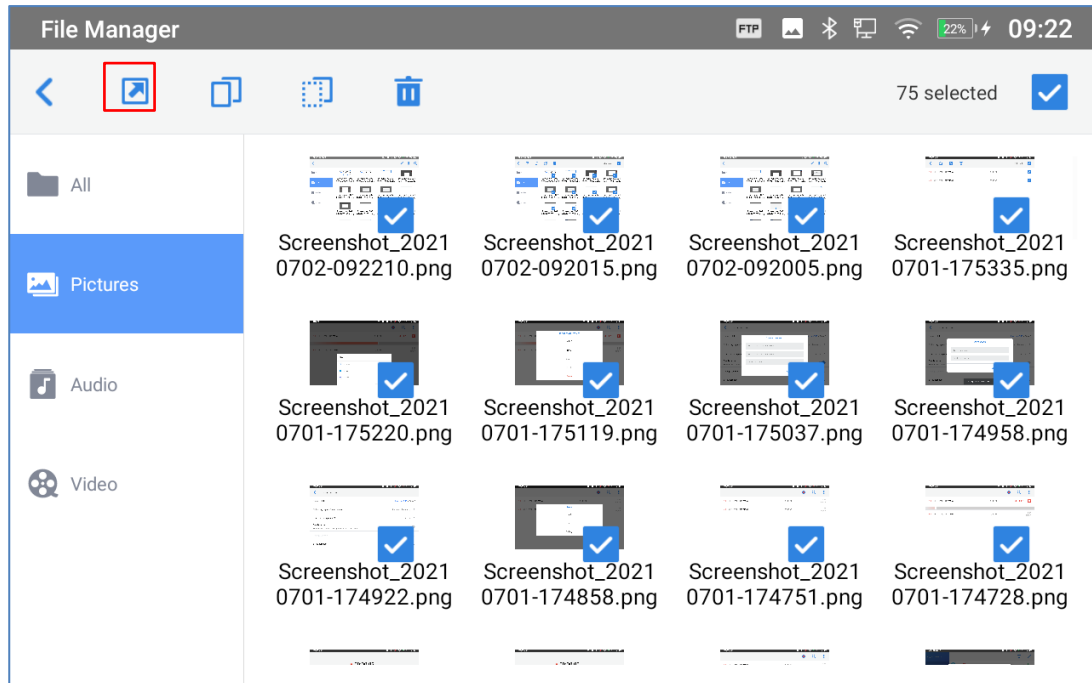 File Manager
FTP
22%
09:22
75 selected
All
Pictures
Audio
Video
Screenshot_2021
0702-092210.png
Screenshot_2021
0702-092015.png
Screenshot_2021
0702-092005.png
Screenshot_2021
0701-175335.png
Screenshot_2021
0701-175220.png
Screenshot_2021
0701-175119.png
Screenshot_2021
0701-175037.png
Screenshot_2021
0701-174958.png
Screenshot_2021
0701-174922.png
Screenshot_2021
0701-174858.png
Screenshot_2021
0701-174751.png
Screenshot_2021
0701-174728.png